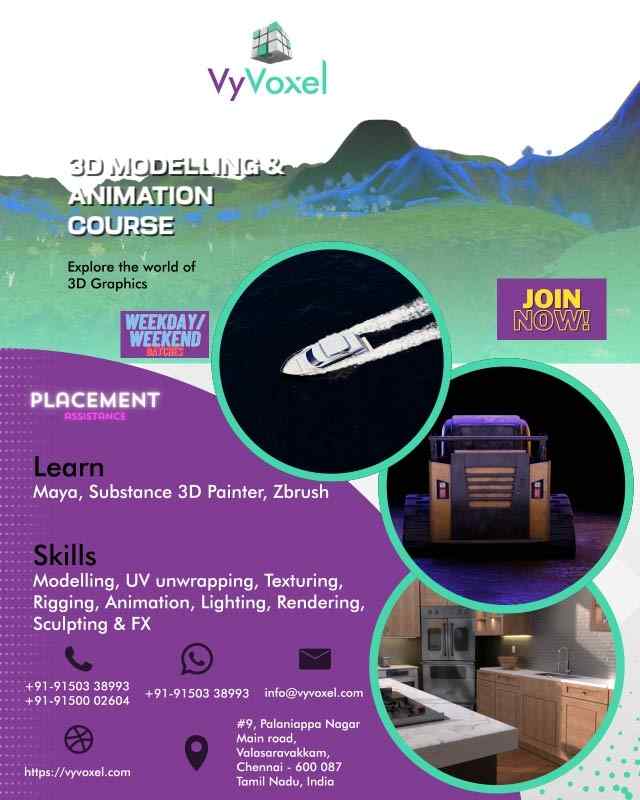 VyVoxel
3D MODELLING &
ANIMATION
COURSE
Explore the world of
3D Graphics
JOIN
NOW!
WEEKDAY/
WEEKEND
BATCHES
PLACEMENT
ASSISTANCE
Learn
Maya, Substance 3D Painter, Zbrush
Skills
Modelling, UV unwrapping, Texturing,
Rigging, Animation, Lighting, Rendering,
Sculpting & FX
+91-91503 38993
+91-91500 02604
+91-91503 38993
info@vyvoxel.com
https://vyvoxel.com
#9, Palaniappa Nagar
Main road,
Valasaravakkam,
Chennai - 600 087
Tamil Nadu, India